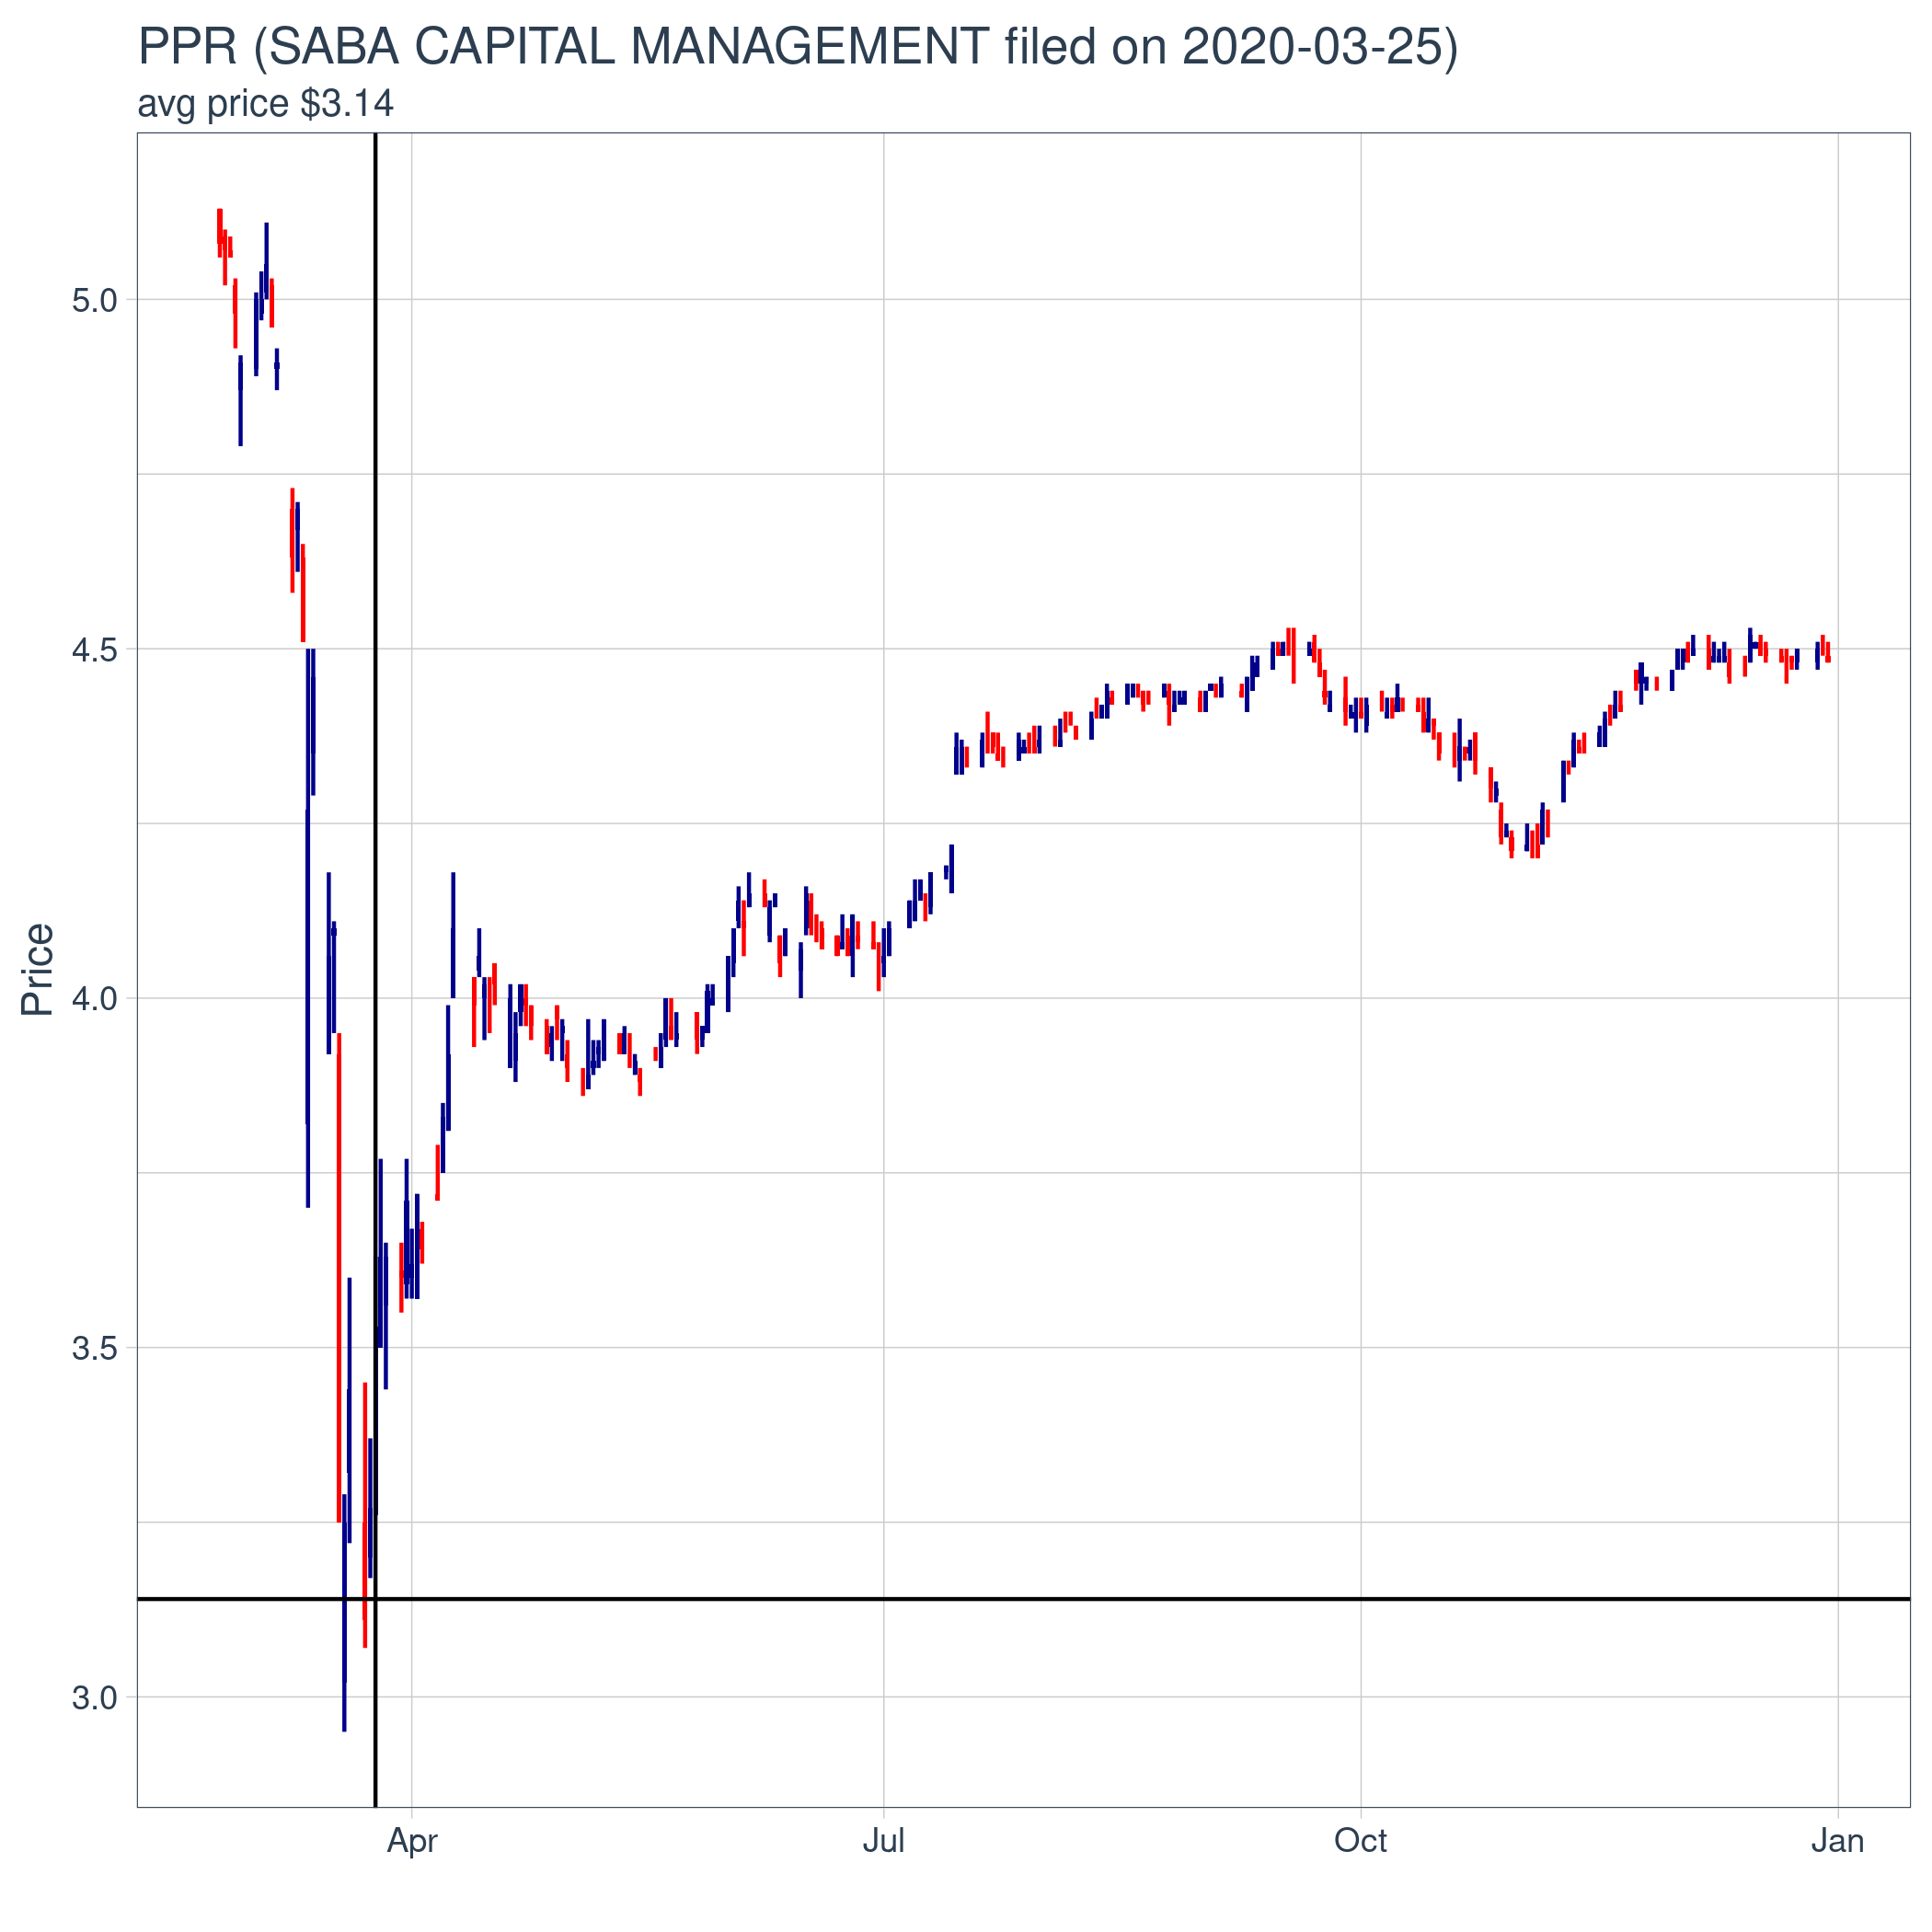 PPR (SABA CAPITAL MANAGEMENT filed on 2020-03-25)
avg price $3.14
5.0
4.5
4.0
3.5
3.0
Price
Apr Jul Oct Jan